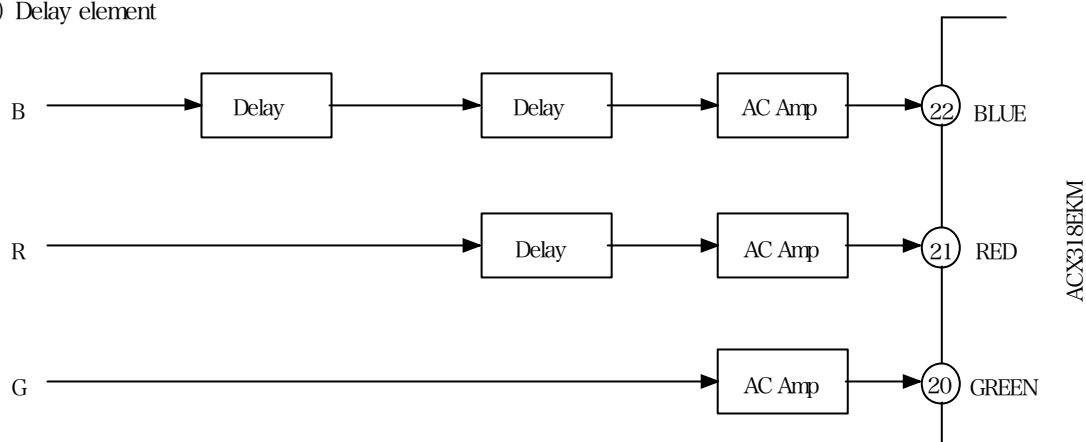 ) Delay element
B Delay Delay AC Amp 22 BLUE
R Delay AC Amp 21 RED
G AC Amp 20 GREEN
ACX318EKM